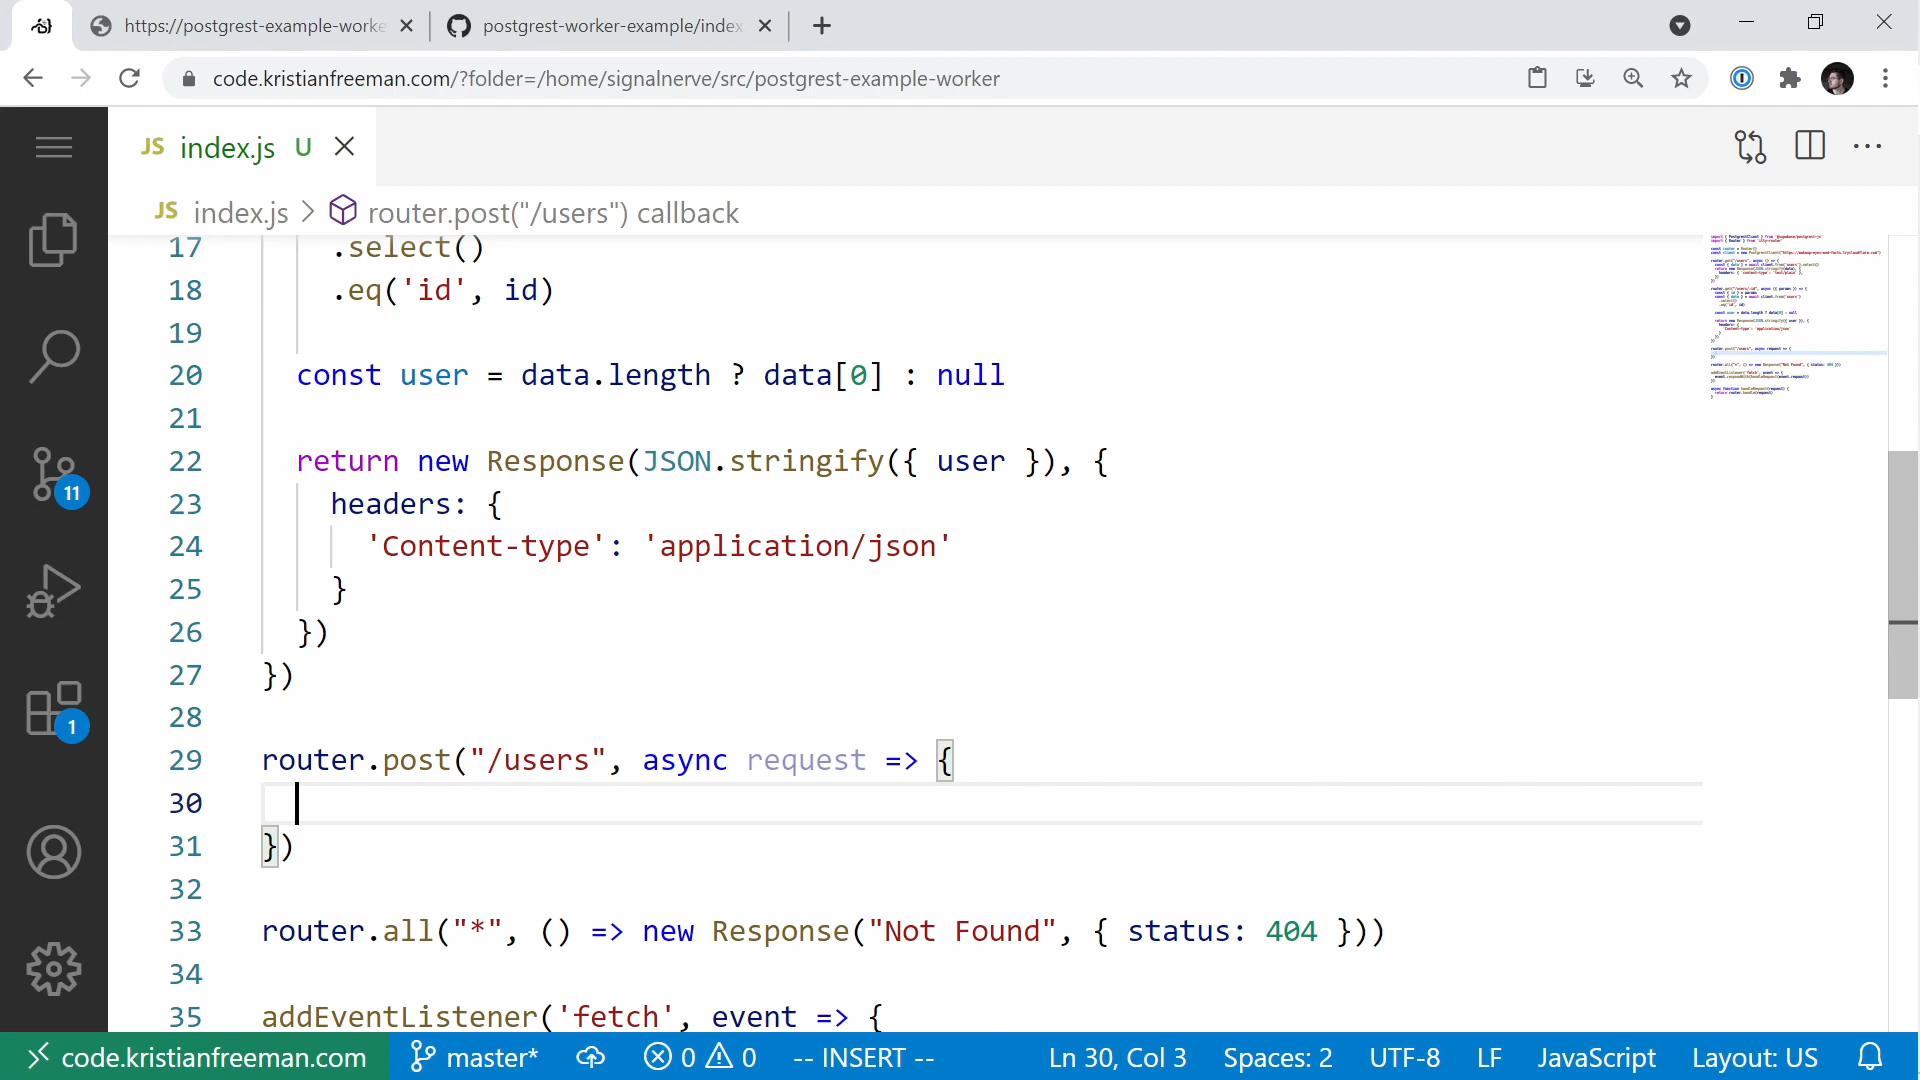 https://postgrest-example-worke
postgrest-worker-example/index
code.kristianfreeman.com/?folder=/home/signalnerve/src/postgrest-example-worker
JS index.js U
JS index.js > router.post("/users") callback
17 .select()
18 .eq('id', id)
19
20 const user = data.length ? data[0] : null
21
22 return new Response(JSON.stringify({ user }), {
23 headers: {
24 'Content-type': 'application/json'
25 }
26 })
27 })
28
29 router.post("/users", async request => {
30
31 })
32
33 router.all("*", () => new Response("Not Found", { status: 404 }))
34
35 addEventListener('fetch', event => {
11
1
code.kristianfreeman.com master* 0 0 -- INSERT -- Ln 30, Col 3 Spaces: 2 UTF-8 LF JavaScript Layout: US